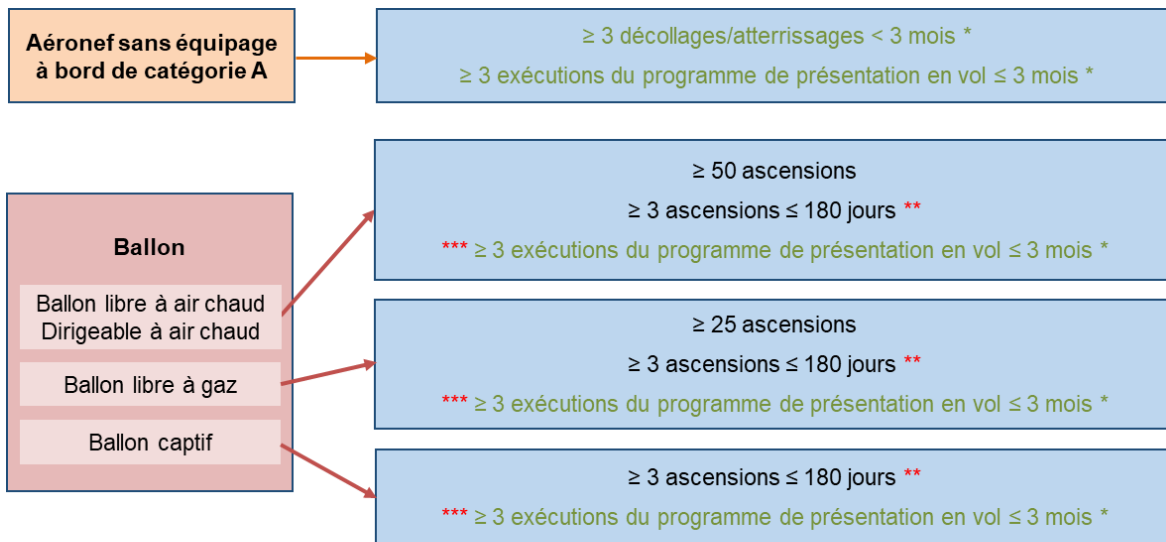 Aéronef sans équipage
à bord de catégorie A
≥ 3 décollages/atterrissages < 3 mois *
≥ 3 exécutions du programme de présentation en vol ≤ 3 mois *
Ballon
Ballon libre à air chaud
Dirigeable à air chaud
≥ 50 ascensions
≥ 3 ascensions ≤ 180 jours **
*** ≥ 3 exécutions du programme de présentation en vol ≤ 3 mois *
Ballon libre à gaz
≥ 25 ascensions
≥ 3 ascensions ≤ 180 jours **
*** ≥ 3 exécutions du programme de présentation en vol ≤ 3 mois *
Ballon captif
≥ 3 ascensions ≤ 180 jours **
*** ≥ 3 exécutions du programme de présentation en vol ≤ 3 mois *